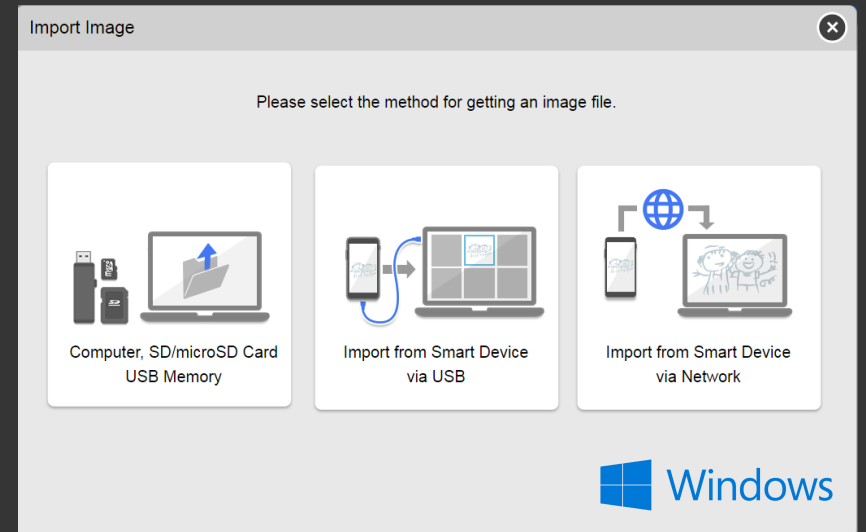 Import Image
Please select the method for getting an image file.
Computer, SD/microSD Card
USB Memory
Import from Smart Device
via USB
Import from Smart Device
via Network
Windows